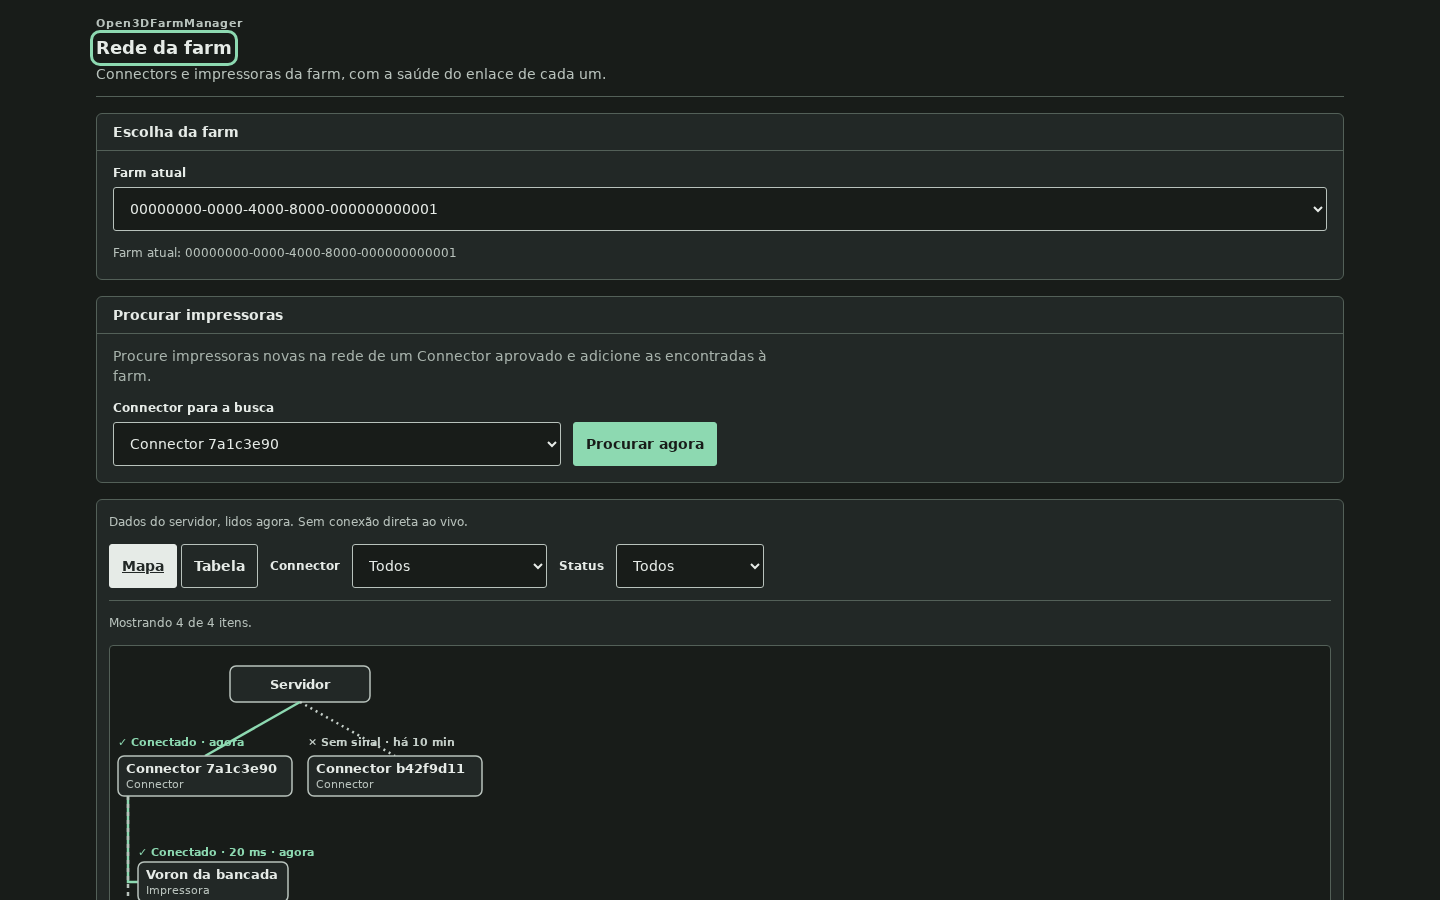 Open3DFarmManager
Rede da farm
Connectors e impressoras da farm, com a saúde do enlace de cada um.
Escolha da farm
Farm atual
00000000-0000-4000-8000-000000000001
Farm atual: 00000000-0000-4000-8000-000000000001
Procurar impressoras
Procure impressoras novas na rede de um Connector aprovado e adicione as encontradas à
farm.
Connector para a busca
Connector 7a1c3e90
Procurar agora
Dados do servidor, lidos agora. Sem conexão direta ao vivo.
Mapa Tabela Connector Todos Status Todos
Mostrando 4 de 4 itens.
Servidor
✓ Conectado · agora
× Sem sinal · há 10 min
Connector 7a1c3e90
Connector
Connector b42f9d11
Connector
✓ Conectado · 20 ms · agora
Voron da bancada
Impressora